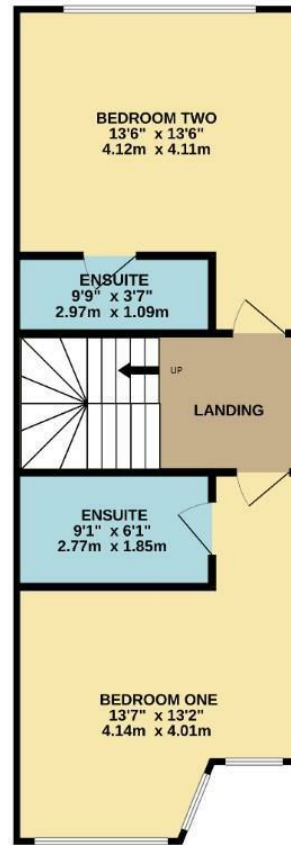 BEDROOM TWO
13'6" x 13'6"
4.12m x 4.11m
ENSUITE
9'9" x 3'7"
2.97m x 1.09m
UP
LANDING
ENSUITE
9'1" x 6'1"
2.77m x 1.85m
BEDROOM ONE
13'7" x 13'2"
4.14m x 4.01m